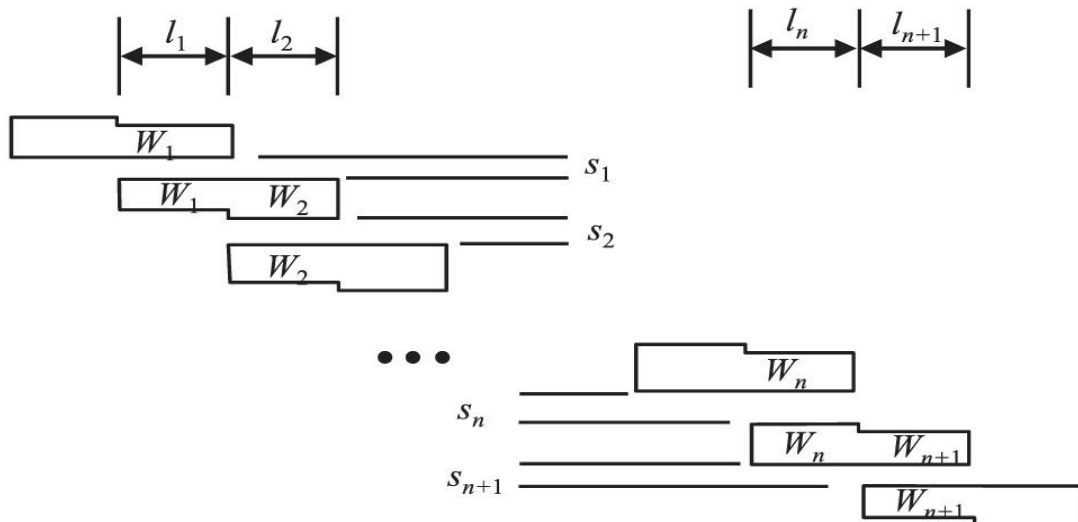 l₁ l₂ lₙ lₙ₊₁
W₁
s₁
W₁ W₂
s₂
W₂
Wₙ
sₙ
Wₙ Wₙ₊₁
sₙ₊₁
Wₙ₊₁